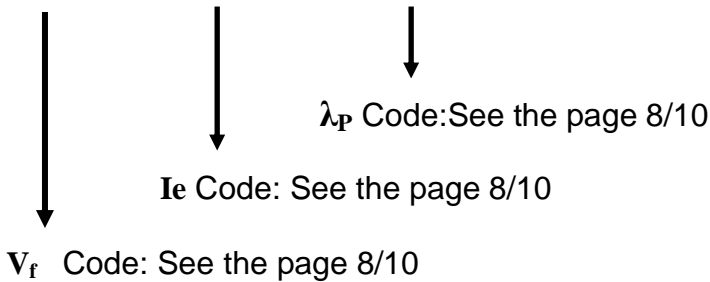 λP Code:See the page 8/10
Ie Code: See the page 8/10
Vf Code: See the page 8/10